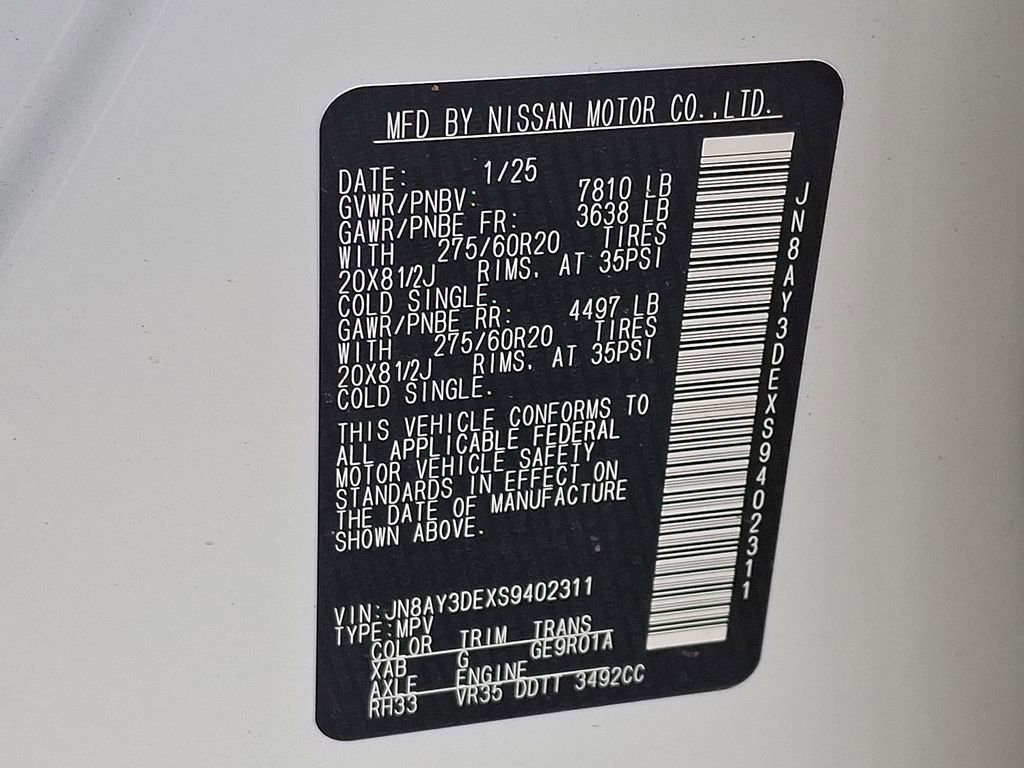 MFD BY NISSAN MOTOR CO.,LTD.
DATE: 1/25
GVWR/PNBV: 7810 LB
GAWR/PNBE FR: 3638 LB
WITH 275/60R20 TIRES
20X8 1/2J RIMS, AT 35PSI
COLD SINGLE.
GAWR/PNBE RR: 4497 LB
WITH 275/60R20 TIRES
20X8 1/2J RIMS, AT 35PSI
COLD SINGLE.
THIS VEHICLE CONFORMS TO
ALL APPLICABLE FEDERAL
MOTOR VEHICLE SAFETY
STANDARDS IN EFFECT ON
THE DATE OF MANUFACTURE
SHOWN ABOVE.
VIN:JN8AY3DEXS9402311
TYPE:MPV
COLOR TRIM TRANS
XAB G GE9R01A
AXLE ENGINE
RH33 VR35 DDTT 3492CC
JN8AY3DEXS9402311